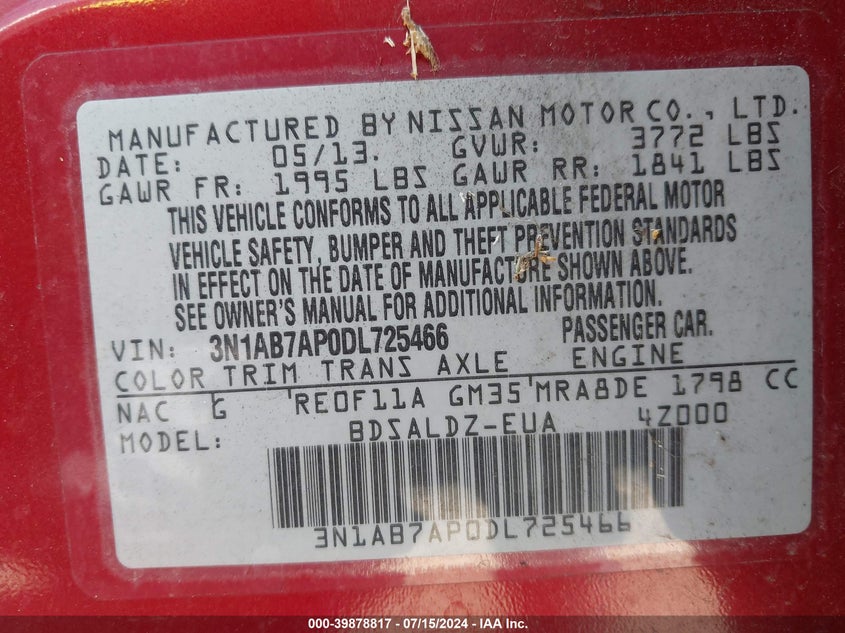 MANUFACTURED BY NISSAN MOTOR CO., LTD.
DATE: 05/13. GVWR: 3772 LBS
GAWR FR: 1995 LBS GAWR RR: 1841 LBS
THIS VEHICLE CONFORMS TO ALL APPLICABLE FEDERAL MOTOR
VEHICLE SAFETY, BUMPER AND THEFT PREVENTION STANDARDS
IN EFFECT ON THE DATE OF MANUFACTURE SHOWN ABOVE.
SEE OWNER'S MANUAL FOR ADDITIONAL INFORMATION.
VIN: 3N1AB7AP0DL725466 PASSENGER CAR.
COLOR TRIM TRANS AXLE ENGINE
NAC G RE0F11A GM35 MRA8DE 1798 CC
MODEL: BDSALDZ-EUA 4Z000
3N1AB7AP0DL725466
000-39878817 - 07/15/2024 - IAA Inc.